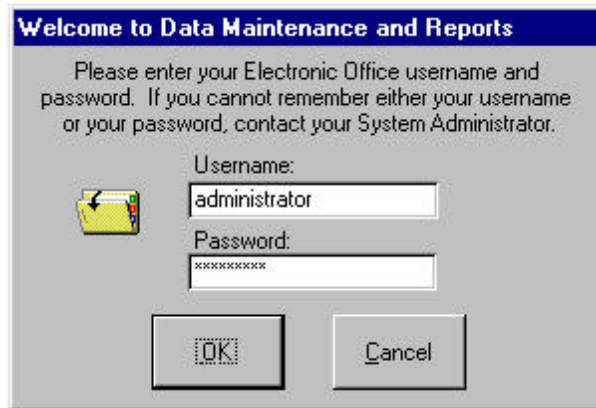 Welcome to Data Maintenance and Reports
Please enter your Electronic Office username and
password. If you cannot remember either your username
or your password, contact your System Administrator.
Username:
administrator
Password:
*********
OK
Cancel